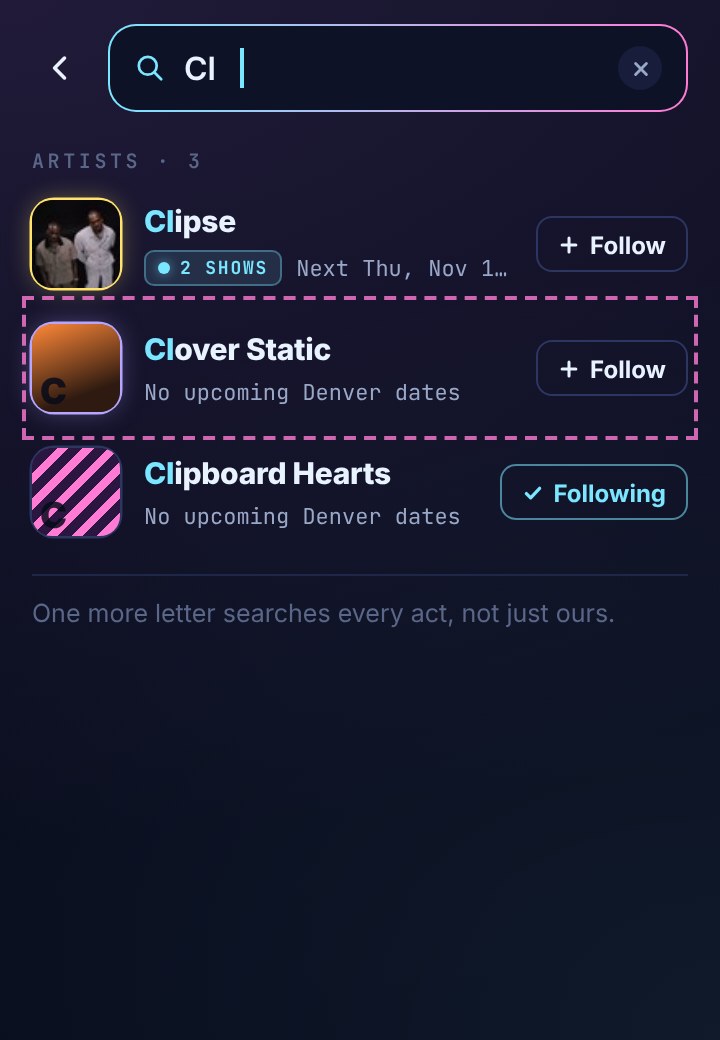 Cl
ARTISTS · 3
Clipse
2 SHOWS Next Thu, Nov 1…
+ Follow
C
Clover Static
No upcoming Denver dates
+ Follow
C
Clipboard Hearts
No upcoming Denver dates
✓ Following
One more letter searches every act, not just ours.